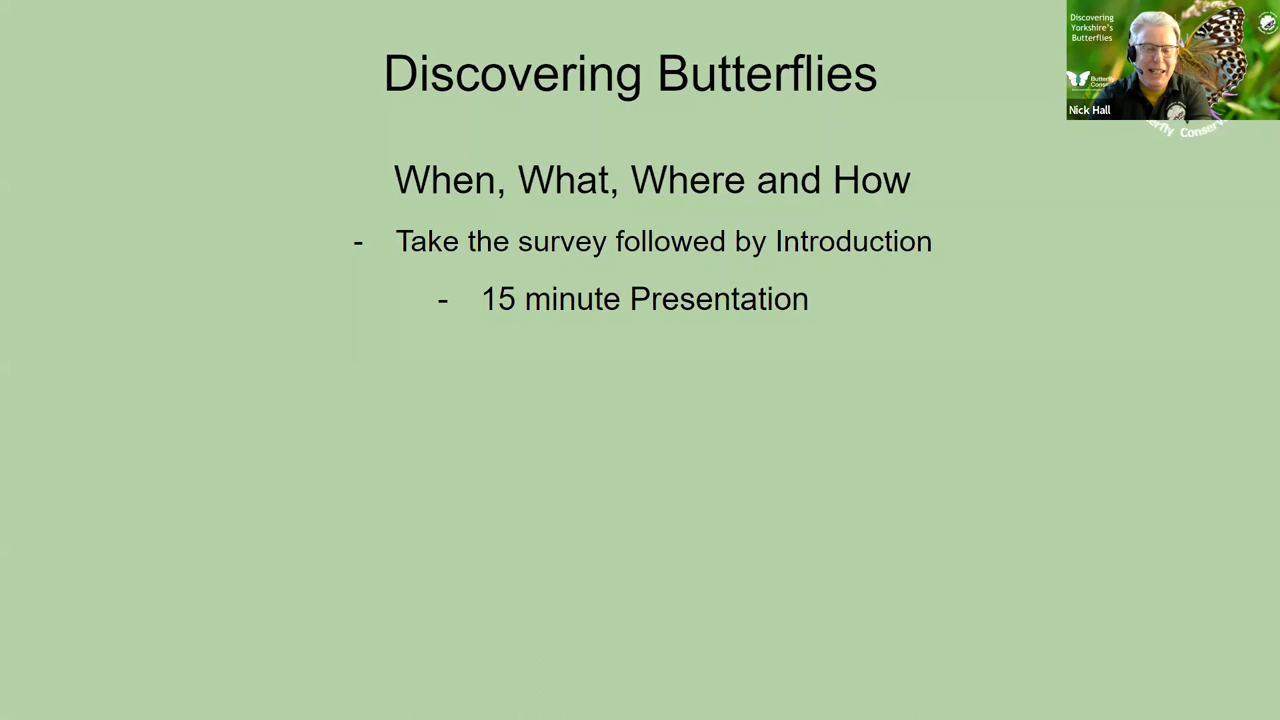 Discovering Butterflies
When, What, Where and How
- Take the survey followed by Introduction
- 15 minute Presentation
Discovering
Yorkshire's
Butterflies
Nick Hall